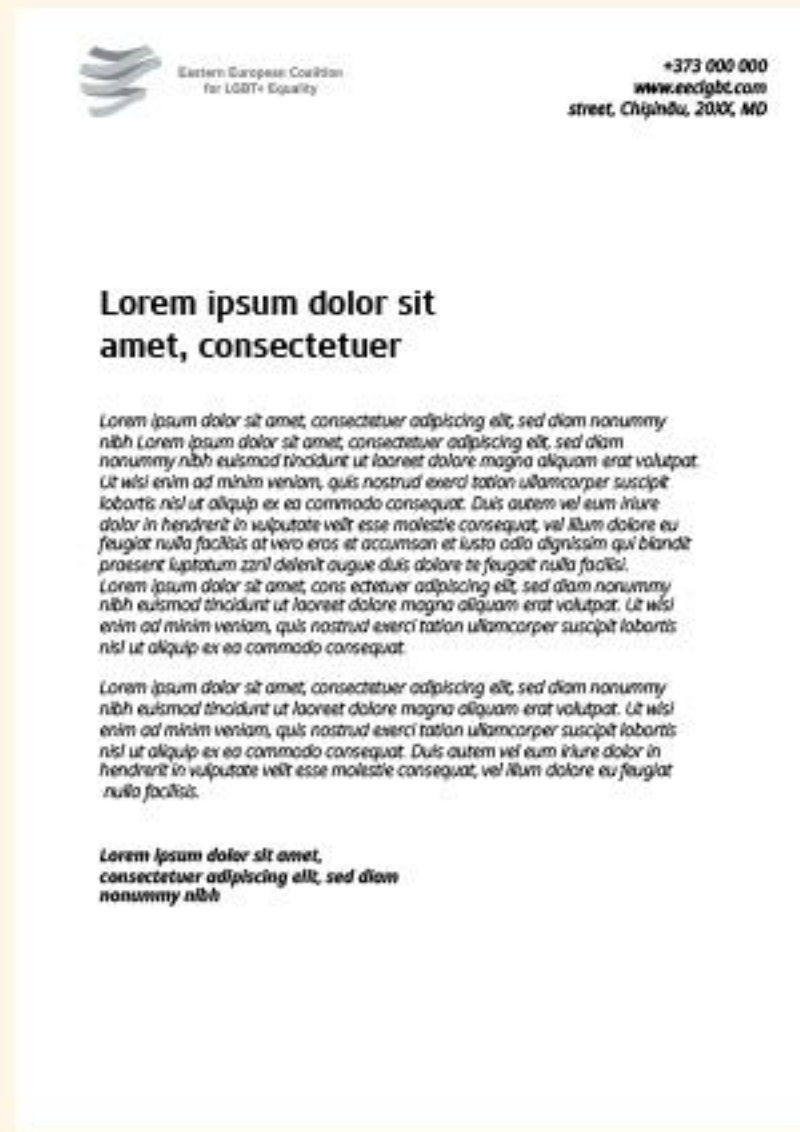 Eastern European Coalition
for LGBT+ Equality
+373 000 000
www.eeclgbt.com
street, Chișinău, 20XX, MD
Lorem ipsum dolor sit
amet, consectetuer
Lorem ipsum dolor sit amet, consectetuer adipiscing elit, sed diam nonummy
nibh Lorem ipsum dolor sit amet, consectetuer adipiscing elit, sed diam
nonummy nibh euismod tincidunt ut laoreet dolore magna aliquam erat volutpat.
Ut wisi enim ad minim veniam, quis nostrud exerci tation ullamcorper suscipit
lobortis nisl ut aliquip ex ea commodo consequat. Duis autem vel eum iriure
dolor in hendrerit in vulputate velit esse molestie consequat, vel illum dolore eu
feugiat nulla facilisis at vero eros et accumsan et iusto odio dignissim qui blandit
praesent luptatum zzril delenit augue duis dolore te feugait nulla facilisi.
Lorem ipsum dolor sit amet, cons ectetuer adipiscing elit, sed diam nonummy
nibh euismod tincidunt ut laoreet dolore magna aliquam erat volutpat. Ut wisi
enim ad minim veniam, quis nostrud exerci tation ullamcorper suscipit lobortis
nisl ut aliquip ex ea commodo consequat.
Lorem ipsum dolor sit amet, consectetuer adipiscing elit, sed diam nonummy
nibh euismod tincidunt ut laoreet dolore magna aliquam erat volutpat. Ut wisi
enim ad minim veniam, quis nostrud exerci tation ullamcorper suscipit lobortis
nisl ut aliquip ex ea commodo consequat. Duis autem vel eum iriure dolor in
hendrerit in vulputate velit esse molestie consequat, vel illum dolore eu feugiat
nulla facilisis.
Lorem ipsum dolor sit amet,
consectetuer adipiscing elit, sed diam
nonummy nibh